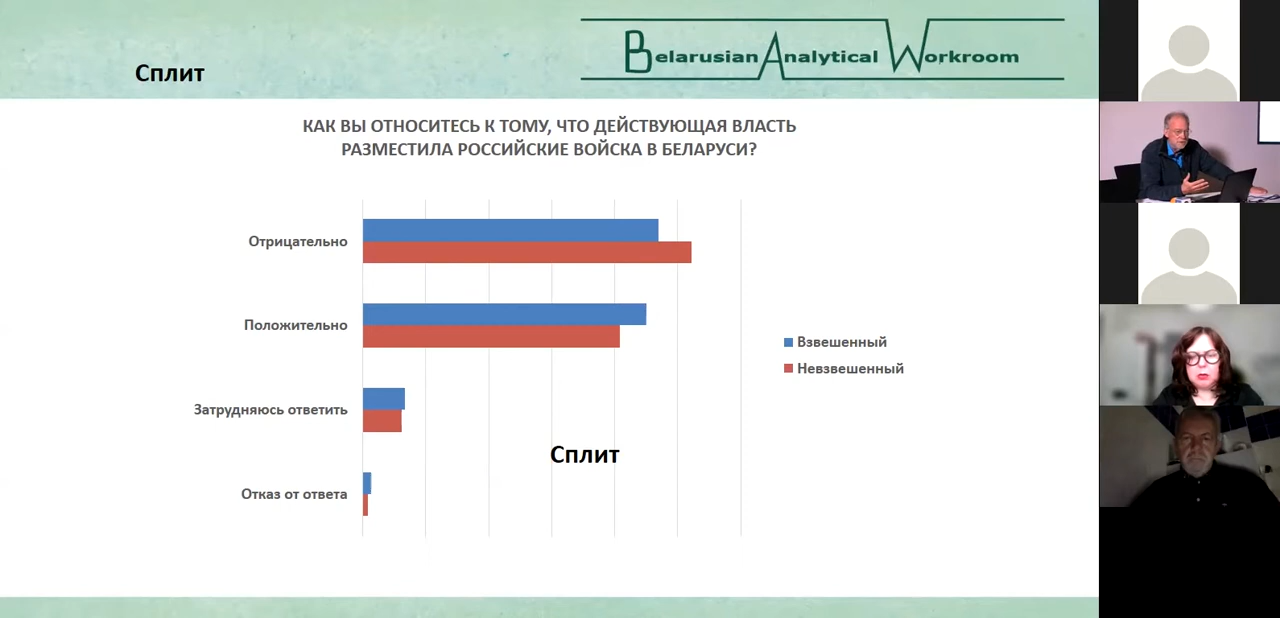 Сплит
Belarusian Analytical Workroom
КАК ВЫ ОТНОСИТЕСЬ К ТОМУ, ЧТО ДЕЙСТВУЮЩАЯ ВЛАСТЬ
РАЗМЕСТИЛА РОССИЙСКИЕ ВОЙСКА В БЕЛАРУСИ?
Отрицательно
Положительно
Затрудняюсь ответить
Отказ от ответа
Взвешенный
Невзвешенный
Сплит